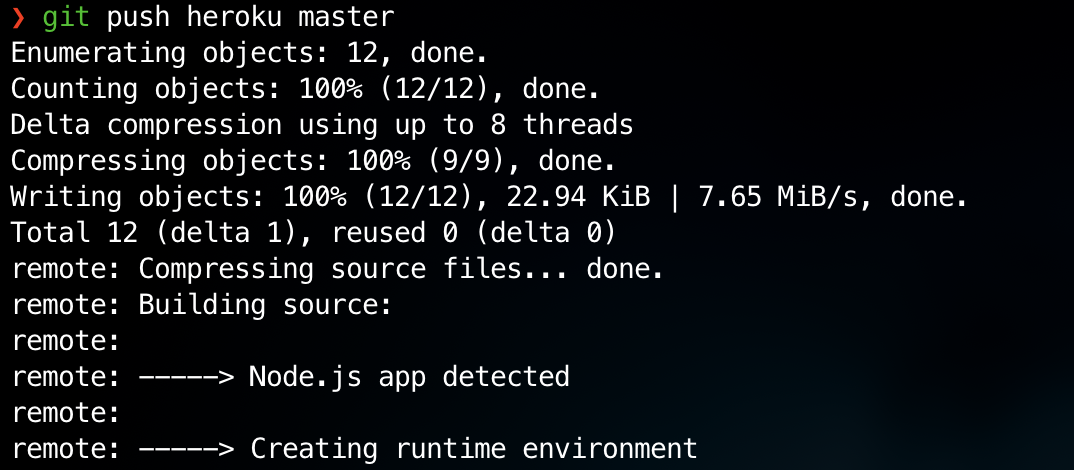 ❯ git push heroku master
Enumerating objects: 12, done.
Counting objects: 100% (12/12), done.
Delta compression using up to 8 threads
Compressing objects: 100% (9/9), done.
Writing objects: 100% (12/12), 22.94 KiB | 7.65 MiB/s, done.
Total 12 (delta 1), reused 0 (delta 0)
remote: Compressing source files... done.
remote: Building source:
remote:
remote: -----> Node.js app detected
remote:
remote: -----> Creating runtime environment